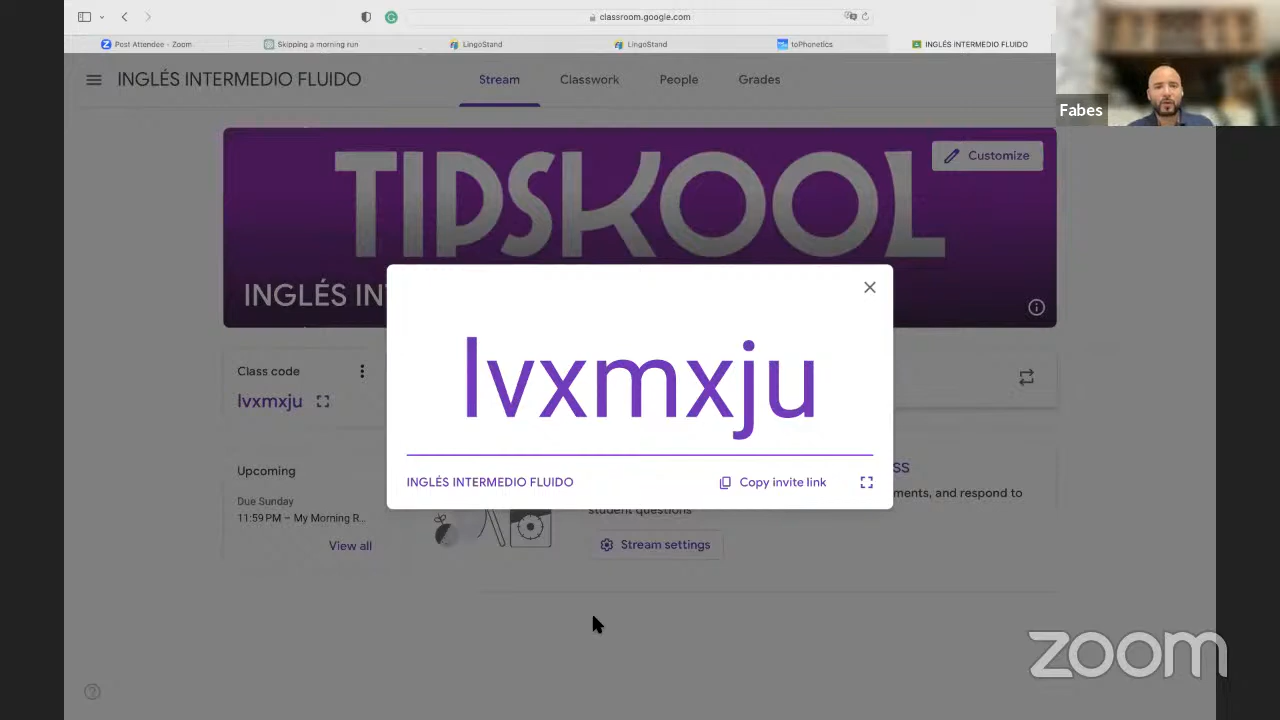 classroom.google.com
Post Attendee - Zoom
Skipping a morning run
LingoStand
LingoStand
toPhonetics
INGLÉS INTERMEDIO FLUIDO
INGLÉS INTERMEDIO FLUIDO
Stream
Classwork
People
Grades
Fabes
TIPSKOOL
Customize
INGLÉS IN
Class code
lvxmxju
lvxmxju
INGLÉS INTERMEDIO FLUIDO
Copy invite link
Upcoming
Due Sunday
11:59 PM – My Morning R...
View all
ss
ments, and respond to
student questions
Stream settings
zoom